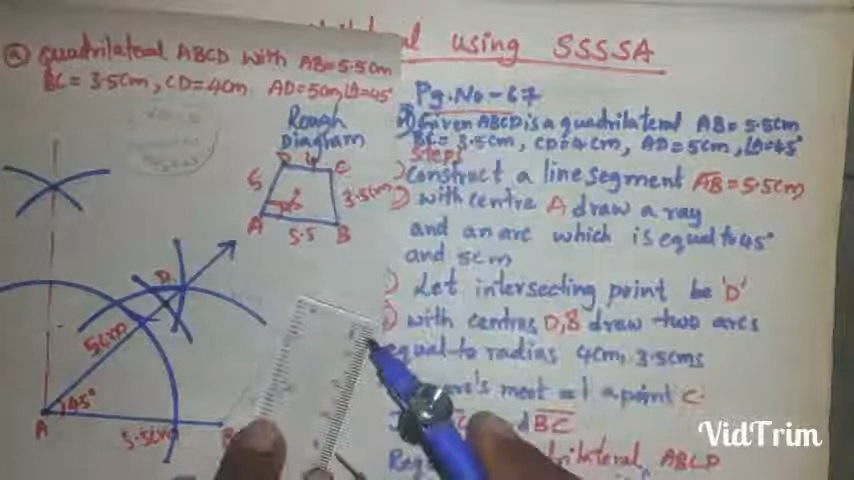 using SSSSA
(a) quadrilateral ABCD with AB=5.5cm
BC=3.5cm, CD=4cm AD=5cm, ∠A=45°
Pg.No-67
Given ABCD is a quadrilateral AB=5.5cm
BC=3.5cm, CD=4cm, AD=5cm, ∠A=45°
Steps
construct a line segment AB=5.5cm
with centre A draw a ray
and an arc which is equal to 45°
and 5cm
Let intersecting point be 'D'
with centres D,B draw two arcs
equal to radius 4cm, 3.5cms
meet a point C
BC
ABCD
Rough
Diagram
D
4
C
5
3.5cm
A
5.5
B
D
5cm
45°
A
5.5cm
B
VidTrim